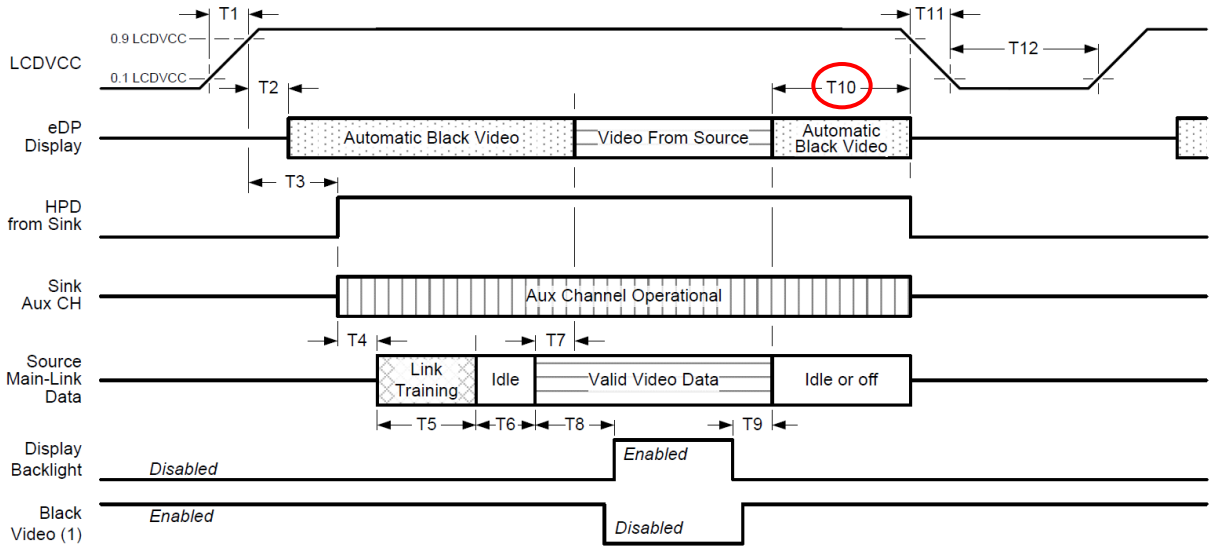 T1
T11
0.9 LCDVCC
T12
LCDVCC
0.1 LCDVCC
T2
T10
eDP
Display
Automatic Black Video
Video From Source
Automatic
Black Video
T3
HPD
from Sink
Sink
Aux CH
Aux Channel Operational
T4
T7
Source
Main-Link
Data
Link
Training
Idle
Valid Video Data
Idle or off
T5
T6
T8
T9
Display
Backlight
Disabled
Enabled
Black
Video (1)
Enabled
Disabled